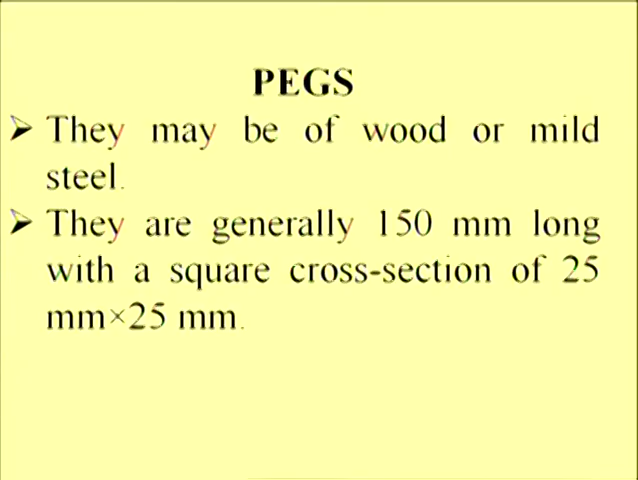 PEGS
➢ They may be of wood or mild
steel.
➢ They are generally 150 mm long
with a square cross-section of 25
mm×25 mm.